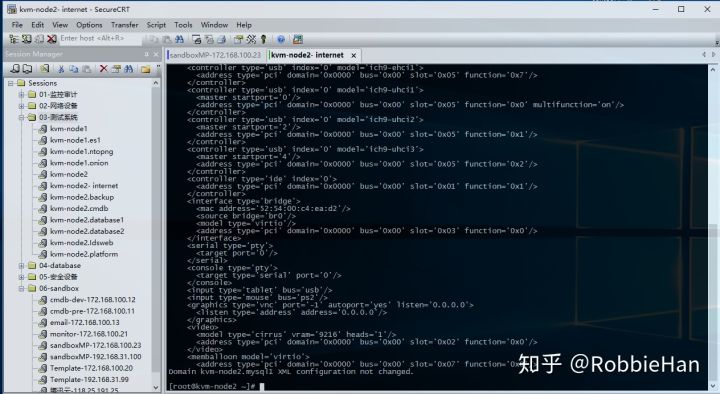 kvm-node2- internet - SecureCRT
File Edit View Options Transfer Script Tools Window Help
Enter host <Alt+R>
Session Manager
sandboxMP-172.168.100.23
kvm-node2- internet
Sessions
01-监控审计
02-网络设备
03-测试系统
kvm-node1
kvm-node1.es1
kvm-node1.ntopng
kvm-node1.onion
kvm-node2
kvm-node2- internet
kvm-node2.backup
kvm-node2.cmdb
kvm-node2.database1
kvm-node2.database2
kvm-node2.ldsweb
kvm-node2.platform
04-database
05-安全设备
06-sandbox
cmdb-dev-172.168.100.12
cmdb-pre-172.168.100.11
email-172.168.100.13
monitor-172.168.100.21
sandboxMP-172.168.100.23
sandboxMP-192.168.31.100
Template-172.168.100.20
Template-192.168.31.99
腾讯云-118.25.191.25
<controller type='usb' index='0' model='ich9-ehci1'>
<address type='pci' domain='0x0000' bus='0x00' slot='0x05' function='0x7'/>
</controller>
<controller type='usb' index='0' model='ich9-uhci1'>
<master startport='0'/>
<address type='pci' domain='0x0000' bus='0x00' slot='0x05' function='0x0' multifunction='on'/>
</controller>
<controller type='usb' index='0' model='ich9-uhci2'>
<master startport='2'/>
<address type='pci' domain='0x0000' bus='0x00' slot='0x05' function='0x1'/>
</controller>
<controller type='usb' index='0' model='ich9-uhci3'>
<master startport='4'/>
<address type='pci' domain='0x0000' bus='0x00' slot='0x05' function='0x2'/>
</controller>
<controller type='ide' index='0'>
<address type='pci' domain='0x0000' bus='0x00' slot='0x01' function='0x1'/>
</controller>
<interface type='bridge'>
<mac address='52:54:00:c4:ea:d2'/>
<source bridge='br0'/>
<model type='virtio'/>
<address type='pci' domain='0x0000' bus='0x00' slot='0x03' function='0x0'/>
</interface>
<serial type='pty'>
<target port='0'/>
</serial>
<console type='pty'>
<target type='serial' port='0'/>
</console>
<input type='tablet' bus='usb'/>
<input type='mouse' bus='ps2'/>
<graphics type='vnc' port='-1' autoport='yes' listen='0.0.0.0'>
<listen type='address' address='0.0.0.0'/>
</graphics>
<video>
<model type='cirrus' vram='9216' heads='1'/>
<address type='pci' domain='0x0000' bus='0x00' slot='0x02' function='0x0'/>
</video>
<memballoon model='virtio'>
<address type='pci' domain='0x0000' bus='0x00' slot='0x07' function='0x0'/>
Domain kvm-node2.mysql1 XML configuration not changed.
[root@kvm-node2 ~]#
知乎 @RobbieHan